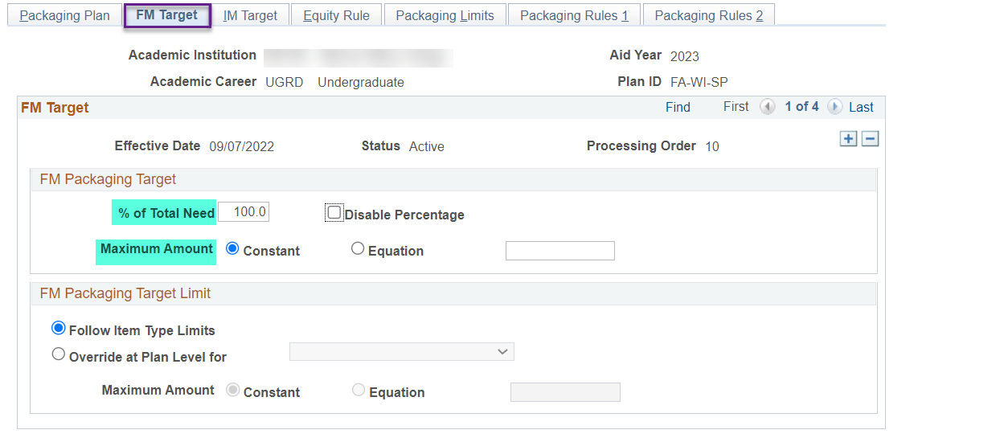 Packaging Plan FM Target IM Target Equity Rule Packaging Limits Packaging Rules 1 Packaging Rules 2
Academic Institution Aid Year 2023
Academic Career UGRD Undergraduate Plan ID FA-WI-SP
FM Target Find First 1 of 4 Last
Effective Date 09/07/2022 Status Active Processing Order 10
FM Packaging Target
% of Total Need 100.0 Disable Percentage
Maximum Amount Constant Equation
FM Packaging Target Limit
Follow Item Type Limits
Override at Plan Level for
Maximum Amount Constant Equation